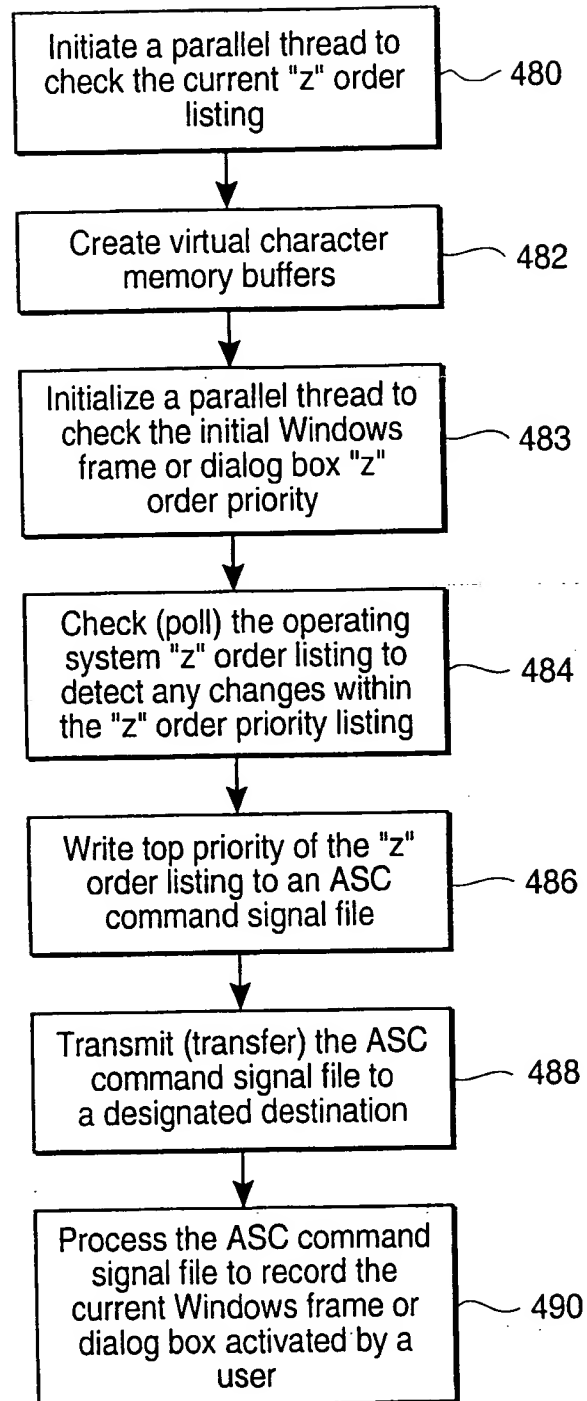 Initiate a parallel thread to
check the current "z" order
listing
480
Create virtual character
memory buffers
482
Initialize a parallel thread to
check the initial Windows
frame or dialog box "z"
order priority
483
Check (poll) the operating
system "z" order listing to
detect any changes within
the "z" order priority listing
484
Write top priority of the "z"
order listing to an ASC
command signal file
486
Transmit (transfer) the ASC
command signal file to
a designated destination
488
Process the ASC command
signal file to record the
current Windows frame or
dialog box activated by a
user
490